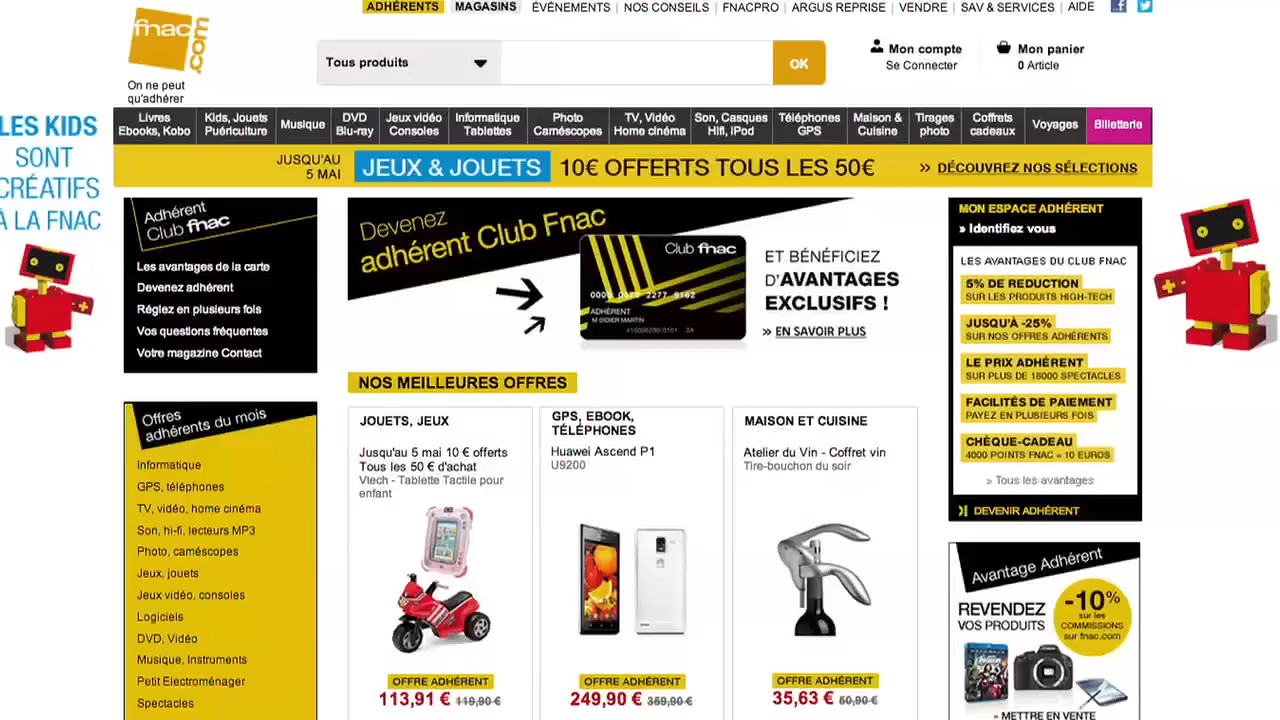 ADHÉRENTS
MAGASINS
ÉVÈNEMENTS
NOS CONSEILS
FNACPRO
ARGUS REPRISE
VENDRE
SAV & SERVICES
AIDE
fnac.com
On ne peut
qu'adhérer
Tous produits
OK
Mon compte
Se Connecter
Mon panier
0 Article
Livres
Ebooks, Kobo
Kids, Jouets
Puériculture
Musique
DVD
Blu-ray
Jeux vidéo
Consoles
Informatique
Tablettes
Photo
Caméscopes
TV, Vidéo
Home cinéma
Son, Casques
Hifi, iPod
Téléphones
GPS
Maison &
Cuisine
Tirages
photo
Coffrets
cadeaux
Voyages
Billetterie
LES KIDS
SONT
CRÉATIFS
À LA FNAC
JUSQU'AU
5 MAI
JEUX & JOUETS
10€ OFFERTS TOUS LES 50€
›› DÉCOUVREZ NOS SÉLECTIONS
Adhérent
Club fnac
Les avantages de la carte
Devenez adhérent
Réglez en plusieurs fois
Vos questions fréquentes
Votre magazine Contact
Offres
adhérents du mois
Informatique
GPS, téléphones
TV, vidéo, home cinéma
Son, hi-fi, lecteurs MP3
Photo, caméscopes
Jeux, jouets
Jeux vidéo, consoles
Logiciels
DVD, Vidéo
Musique, Instruments
Petit Electroménager
Spectacles
Devenez
adhérent Club Fnac
Club fnac
ADHÉRENT
M DIDIER MARTIN
ET BÉNÉFICIEZ
D'AVANTAGES
EXCLUSIFS !
» EN SAVOIR PLUS
NOS MEILLEURES OFFRES
JOUETS, JEUX
Jusqu'au 5 mai 10 € offerts
Tous les 50 € d'achat
Vtech - Tablette Tactile pour
enfant
OFFRE ADHÉRENT
113,91 € 119,90 €
GPS, EBOOK,
TÉLÉPHONES
Huawei Ascend P1
U9200
OFFRE ADHÉRENT
249,90 € 369,90 €
MAISON ET CUISINE
Atelier du Vin - Coffret vin
Tire-bouchon du soir
OFFRE ADHÉRENT
35,63 € 50,90 €
MON ESPACE ADHÉRENT
» Identifiez vous
LES AVANTAGES DU CLUB FNAC
5% DE REDUCTION
SUR LES PRODUITS HIGH-TECH
JUSQU'À -25%
SUR NOS OFFRES ADHÉRENTS
LE PRIX ADHÉRENT
SUR PLUS DE 18000 SPECTACLES
FACILITÉS DE PAIEMENT
PAYEZ EN PLUSIEURS FOIS
CHÈQUE-CADEAU
4000 POINTS FNAC = 10 EUROS
» Tous les avantages
DEVENIR ADHÉRENT
Avantage Adhérent
REVENDEZ
VOS PRODUITS
-10%
sur les
COMMISSIONS
sur fnac.com
» METTRE EN VENTE